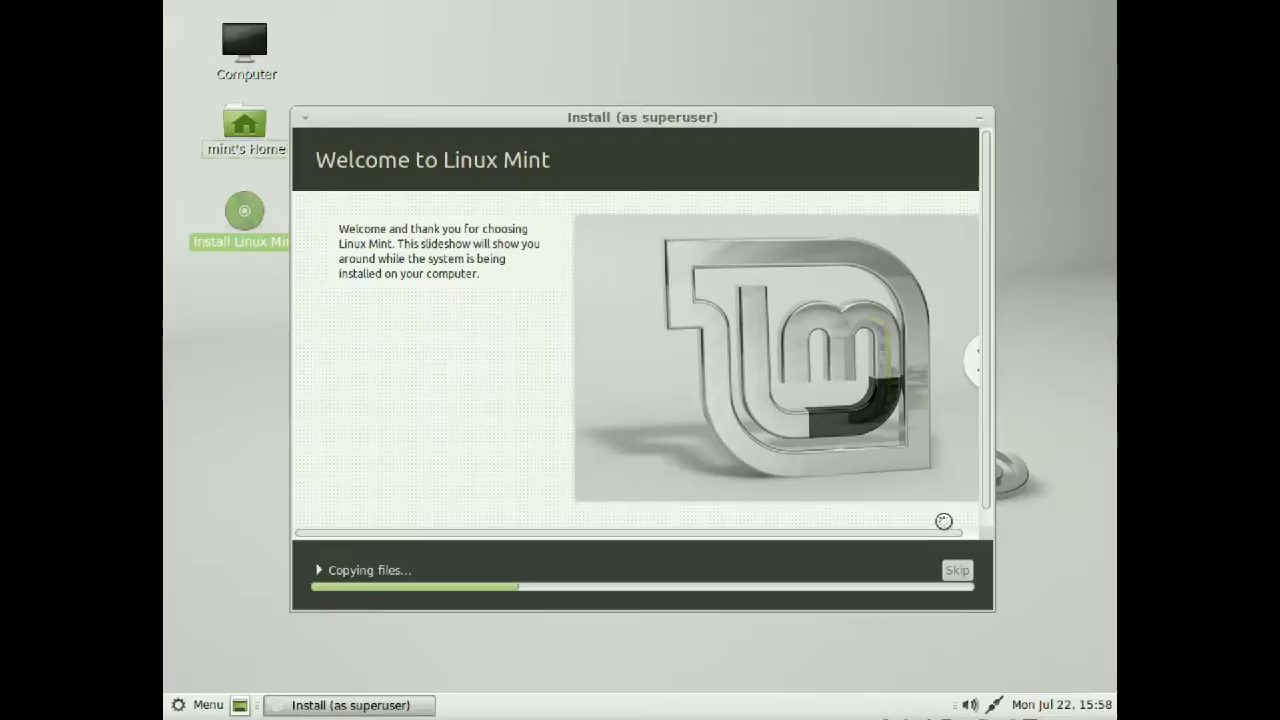 Computer
mint's Home
Install Linux Min
Install (as superuser)
Welcome to Linux Mint
Welcome and thank you for choosing
Linux Mint. This slideshow will show you
around while the system is being
installed on your computer.
Copying files...
Skip
Menu
Install (as superuser)
Mon Jul 22, 15:58